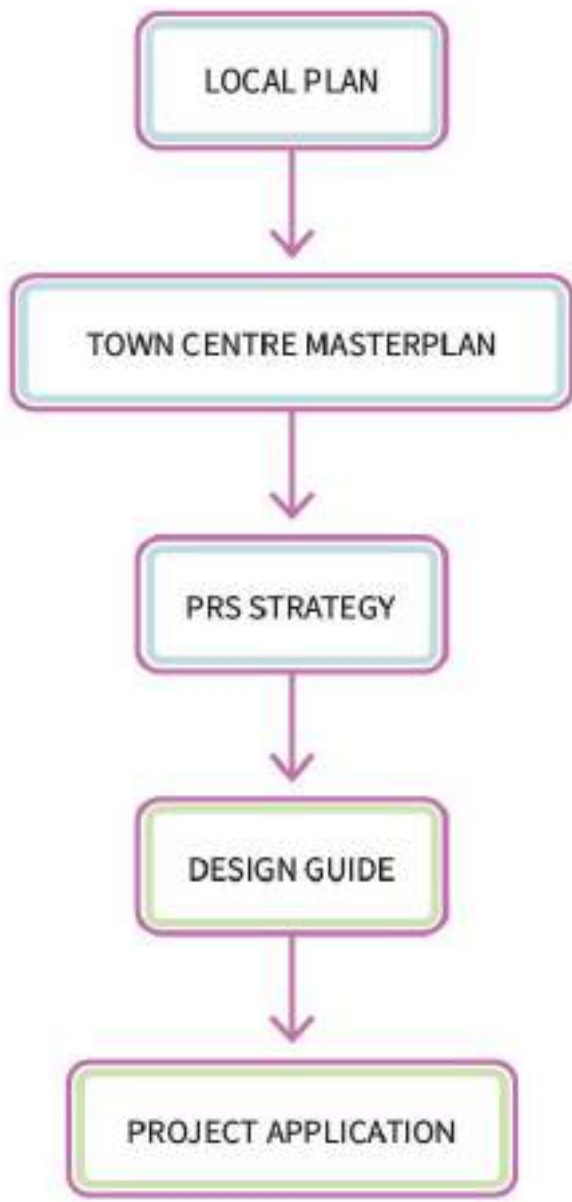 LOCAL PLAN
TOWN CENTRE MASTERPLAN
PRS STRATEGY
DESIGN GUIDE
PROJECT APPLICATION